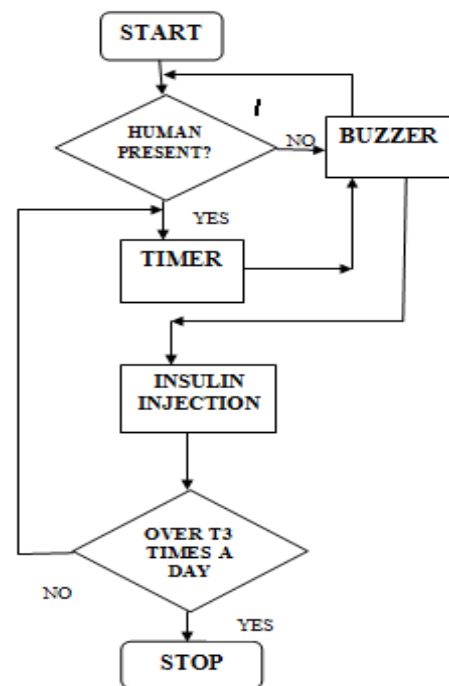 START
HUMAN
PRESENT?
NO
BUZZER
YES
TIMER
INSULIN
INJECTION
OVER T3
TIMES A
DAY
NO
YES
STOP